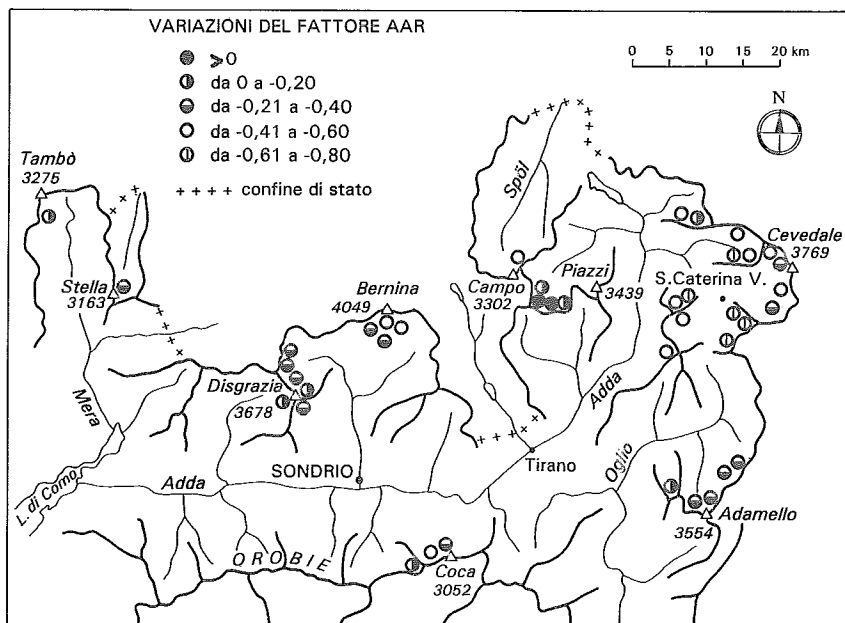 VARIAZIONI DEL FATTORE AAR
>0
da 0 a -0,20
da -0,21 a -0,40
da -0,41 a -0,60
da -0,61 a -0,80
++++ confine di stato
0 5 10 20 km
N
Tambò
3275
Stella
3163
Spöl
Bernina
4049
Campo
3302
Piazzi
3439
Cevedale
3769
S.Caterina V.
Disgrazia
3678
Mera
Adda
Oglio
Tirano
SONDRIO
Adda
L. di Como
Adamello
3554
OROBIE
Coca
3052